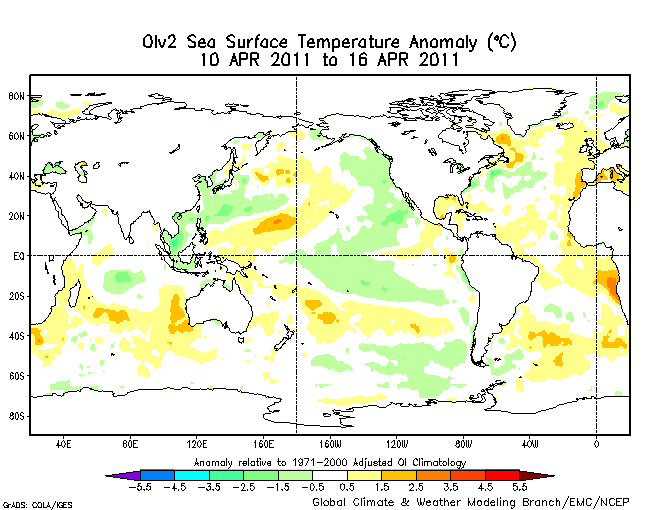 OIv2 Sea Surface Temperature Anomaly (°C)
10 APR 2011 to 16 APR 2011
80N
60N
40N
20N
EQ
20S
40S
60S
80S
40E 80E 120E 160E 160W 120W 80W 40W 0
Anomaly relative to 1971-2000 Adjusted OI Climatology
-5.5 -4.5 -3.5 -2.5 -1.5 -0.5 0.5 1.5 2.5 3.5 4.5 5.5
GrADS: COLA/IGES
Global Climate & Weather Modeling Branch/EMC/NCEP